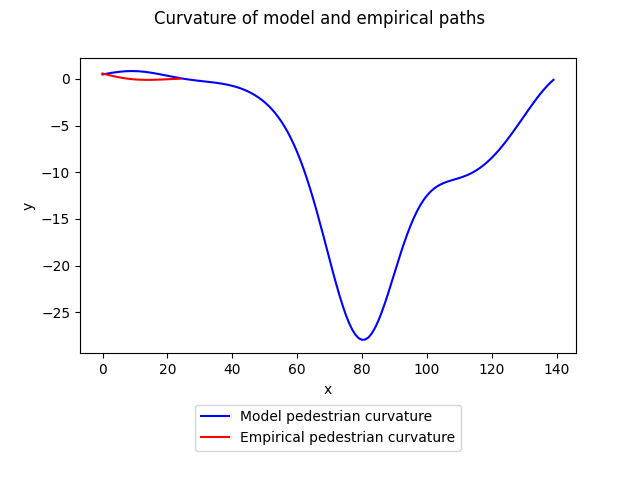 Curvature of model and empirical paths
0
−5
−10
−15
−20
−25
y
0 20 40 60 80 100 120 140
x
Model pedestrian curvature
Empirical pedestrian curvature